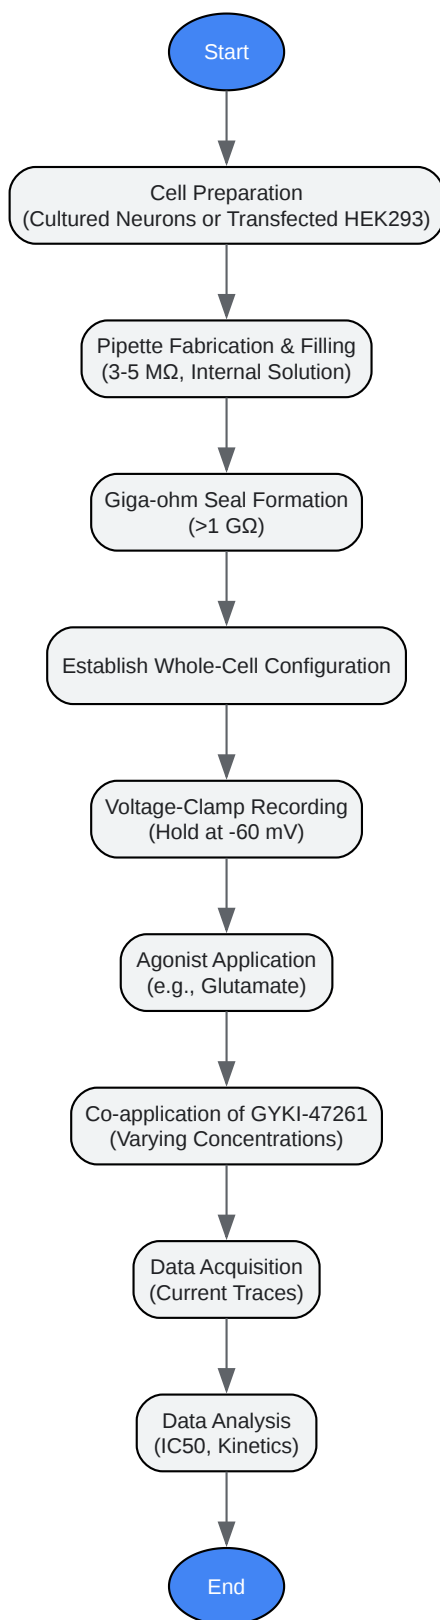 Start
Cell Preparation
(Cultured Neurons or Transfected HEK293)
Pipette Fabrication & Filling
(3-5 MΩ, Internal Solution)
Giga-ohm Seal Formation
(>1 GΩ)
Establish Whole-Cell Configuration
Voltage-Clamp Recording
(Hold at -60 mV)
Agonist Application
(e.g., Glutamate)
Co-application of GYKI-47261
(Varying Concentrations)
Data Acquisition
(Current Traces)
Data Analysis
(IC50, Kinetics)
End